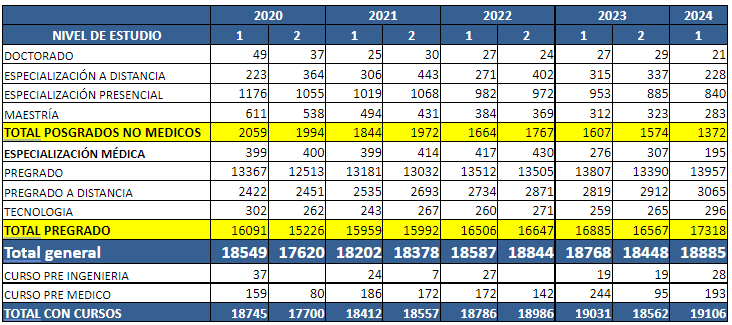 2020 2021 2022 2023 2024
NIVEL DE ESTUDIO 1 2 1 2 1 2 1 2 1
DOCTORADO 49 37 25 30 27 24 27 29 21
ESPECIALIZACIÓN A DISTANCIA 223 364 306 443 271 402 315 337 228
ESPECIALIZACIÓN PRESENCIAL 1176 1055 1019 1068 982 972 953 885 840
MAESTRÍA 611 538 494 431 384 369 312 323 283
TOTAL POSGRADOS NO MEDICOS 2059 1994 1844 1972 1664 1767 1607 1574 1372
ESPECIALIZACIÓN MÉDICA 399 400 399 414 417 430 276 307 195
PREGRADO 13367 12513 13181 13032 13512 13505 13807 13390 13957
PREGRADO A DISTANCIA 2422 2451 2535 2693 2734 2871 2819 2912 3065
TECNOLOGIA 302 262 243 267 260 271 259 265 296
TOTAL PREGRADO 16091 15226 15959 15992 16506 16647 16885 16567 17318
Total general 18549 17620 18202 18378 18587 18844 18768 18448 18885
CURSO PRE INGENIERIA 37 24 7 27 19 19 28
CURSO PRE MEDICO 159 80 186 172 172 142 244 95 193
TOTAL CON CURSOS 18745 17700 18412 18557 18786 18986 19031 18562 19106